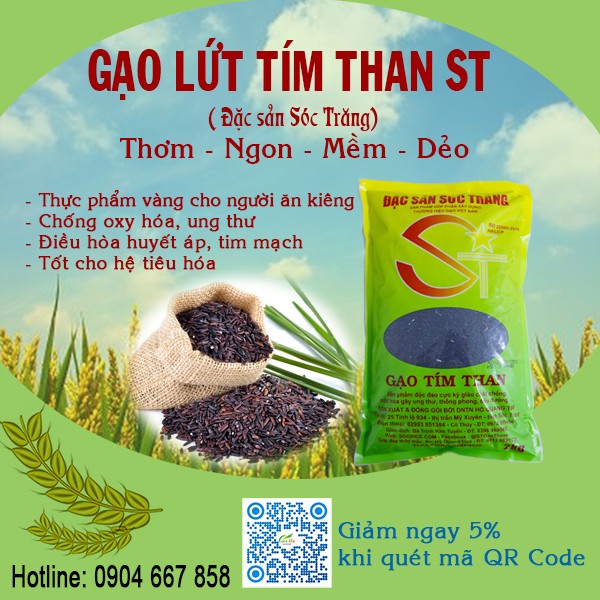 GẠO LỨT TÍM THAN ST
( Đặc sản Sóc Trăng)
Thơm - Ngon - Mềm - Dẻo
- Thực phẩm vàng cho người ăn kiêng
- Chống oxy hóa, ung thư
- Điều hòa huyết áp, tim mạch
- Tốt cho hệ tiêu hóa
ĐẶC SẢN SÓC TRĂNG
ST
GẠO TÍM THAN
Giảm ngay 5%
khi quét mã QR Code
Hotline: 0904 667 858